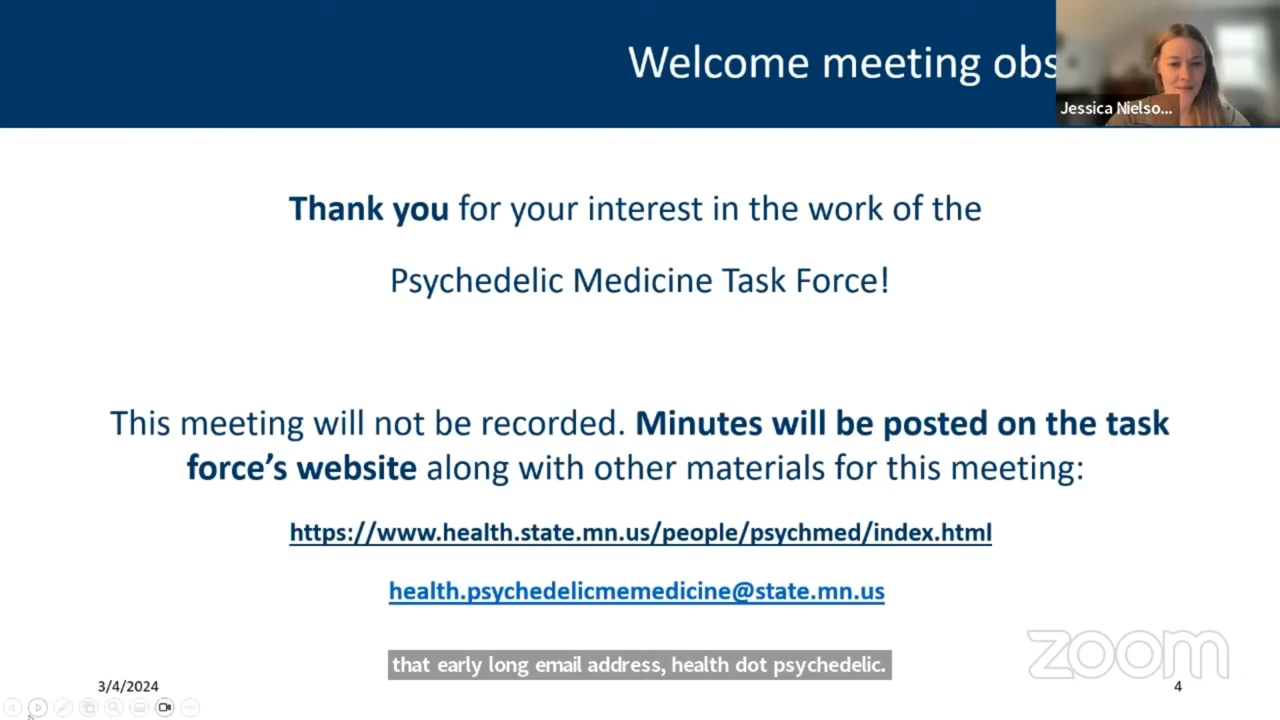 Welcome meeting obs
Jessica Nielso...
Thank you for your interest in the work of the
Psychedelic Medicine Task Force!
This meeting will not be recorded. Minutes will be posted on the task
force's website along with other materials for this meeting:
https://www.health.state.mn.us/people/psychmed/index.html
health.psychedelicmemedicine@state.mn.us
that early long email address, health dot psychedelic.
zoom
3/4/2024
4